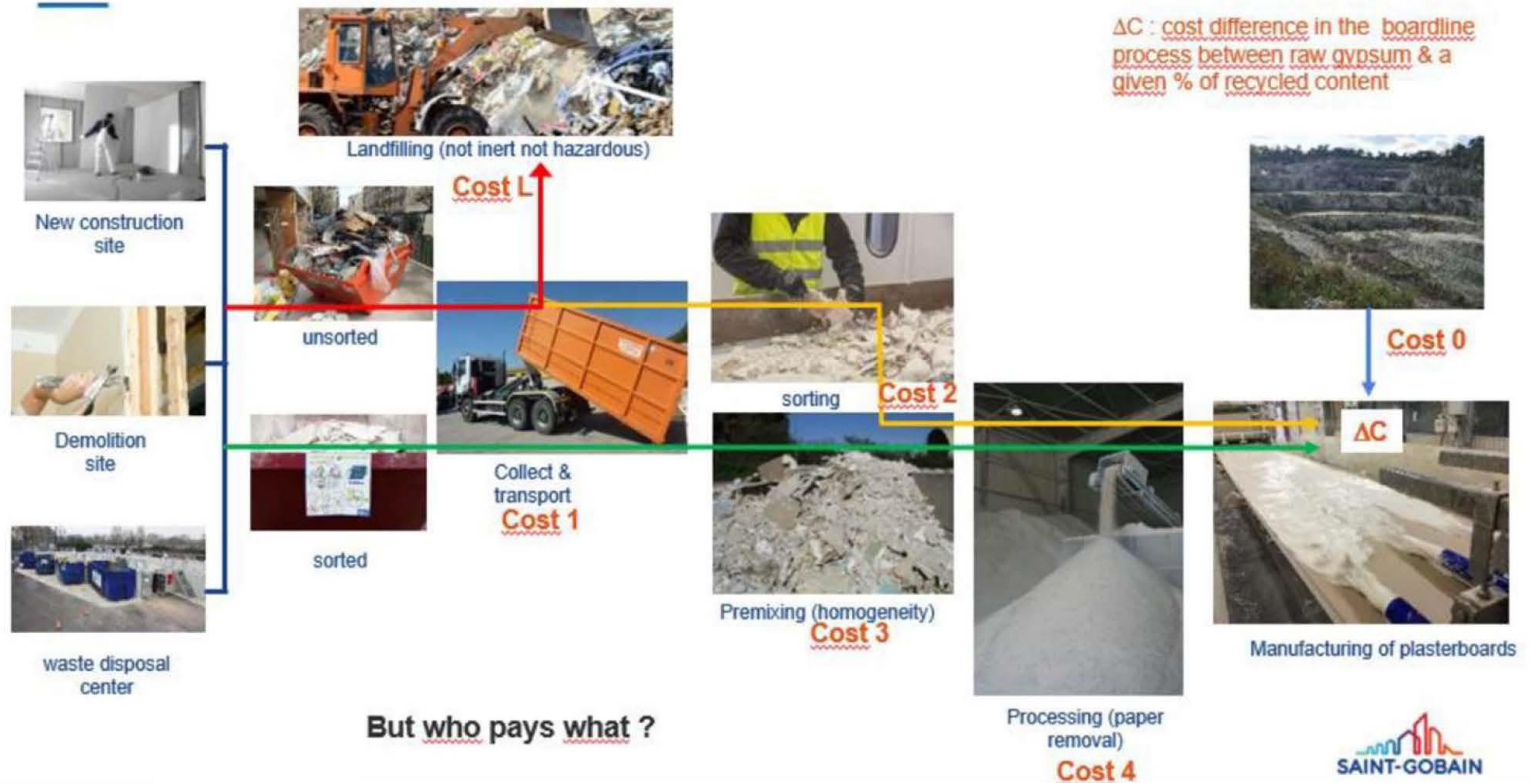 ΔC : cost difference in the boardline
process between raw gypsum & a
given % of recycled content
Landfilling (not inert not hazardous)
Cost L
New construction
site
unsorted
Cost 0
sorting
Cost 2
ΔC
Demolition
site
Collect &
transport
Cost 1
sorted
Premixing (homogeneity)
Cost 3
Manufacturing of plasterboards
waste disposal
center
But who pays what ?
Processing (paper
removal)
Cost 4
SAINT-GOBAIN